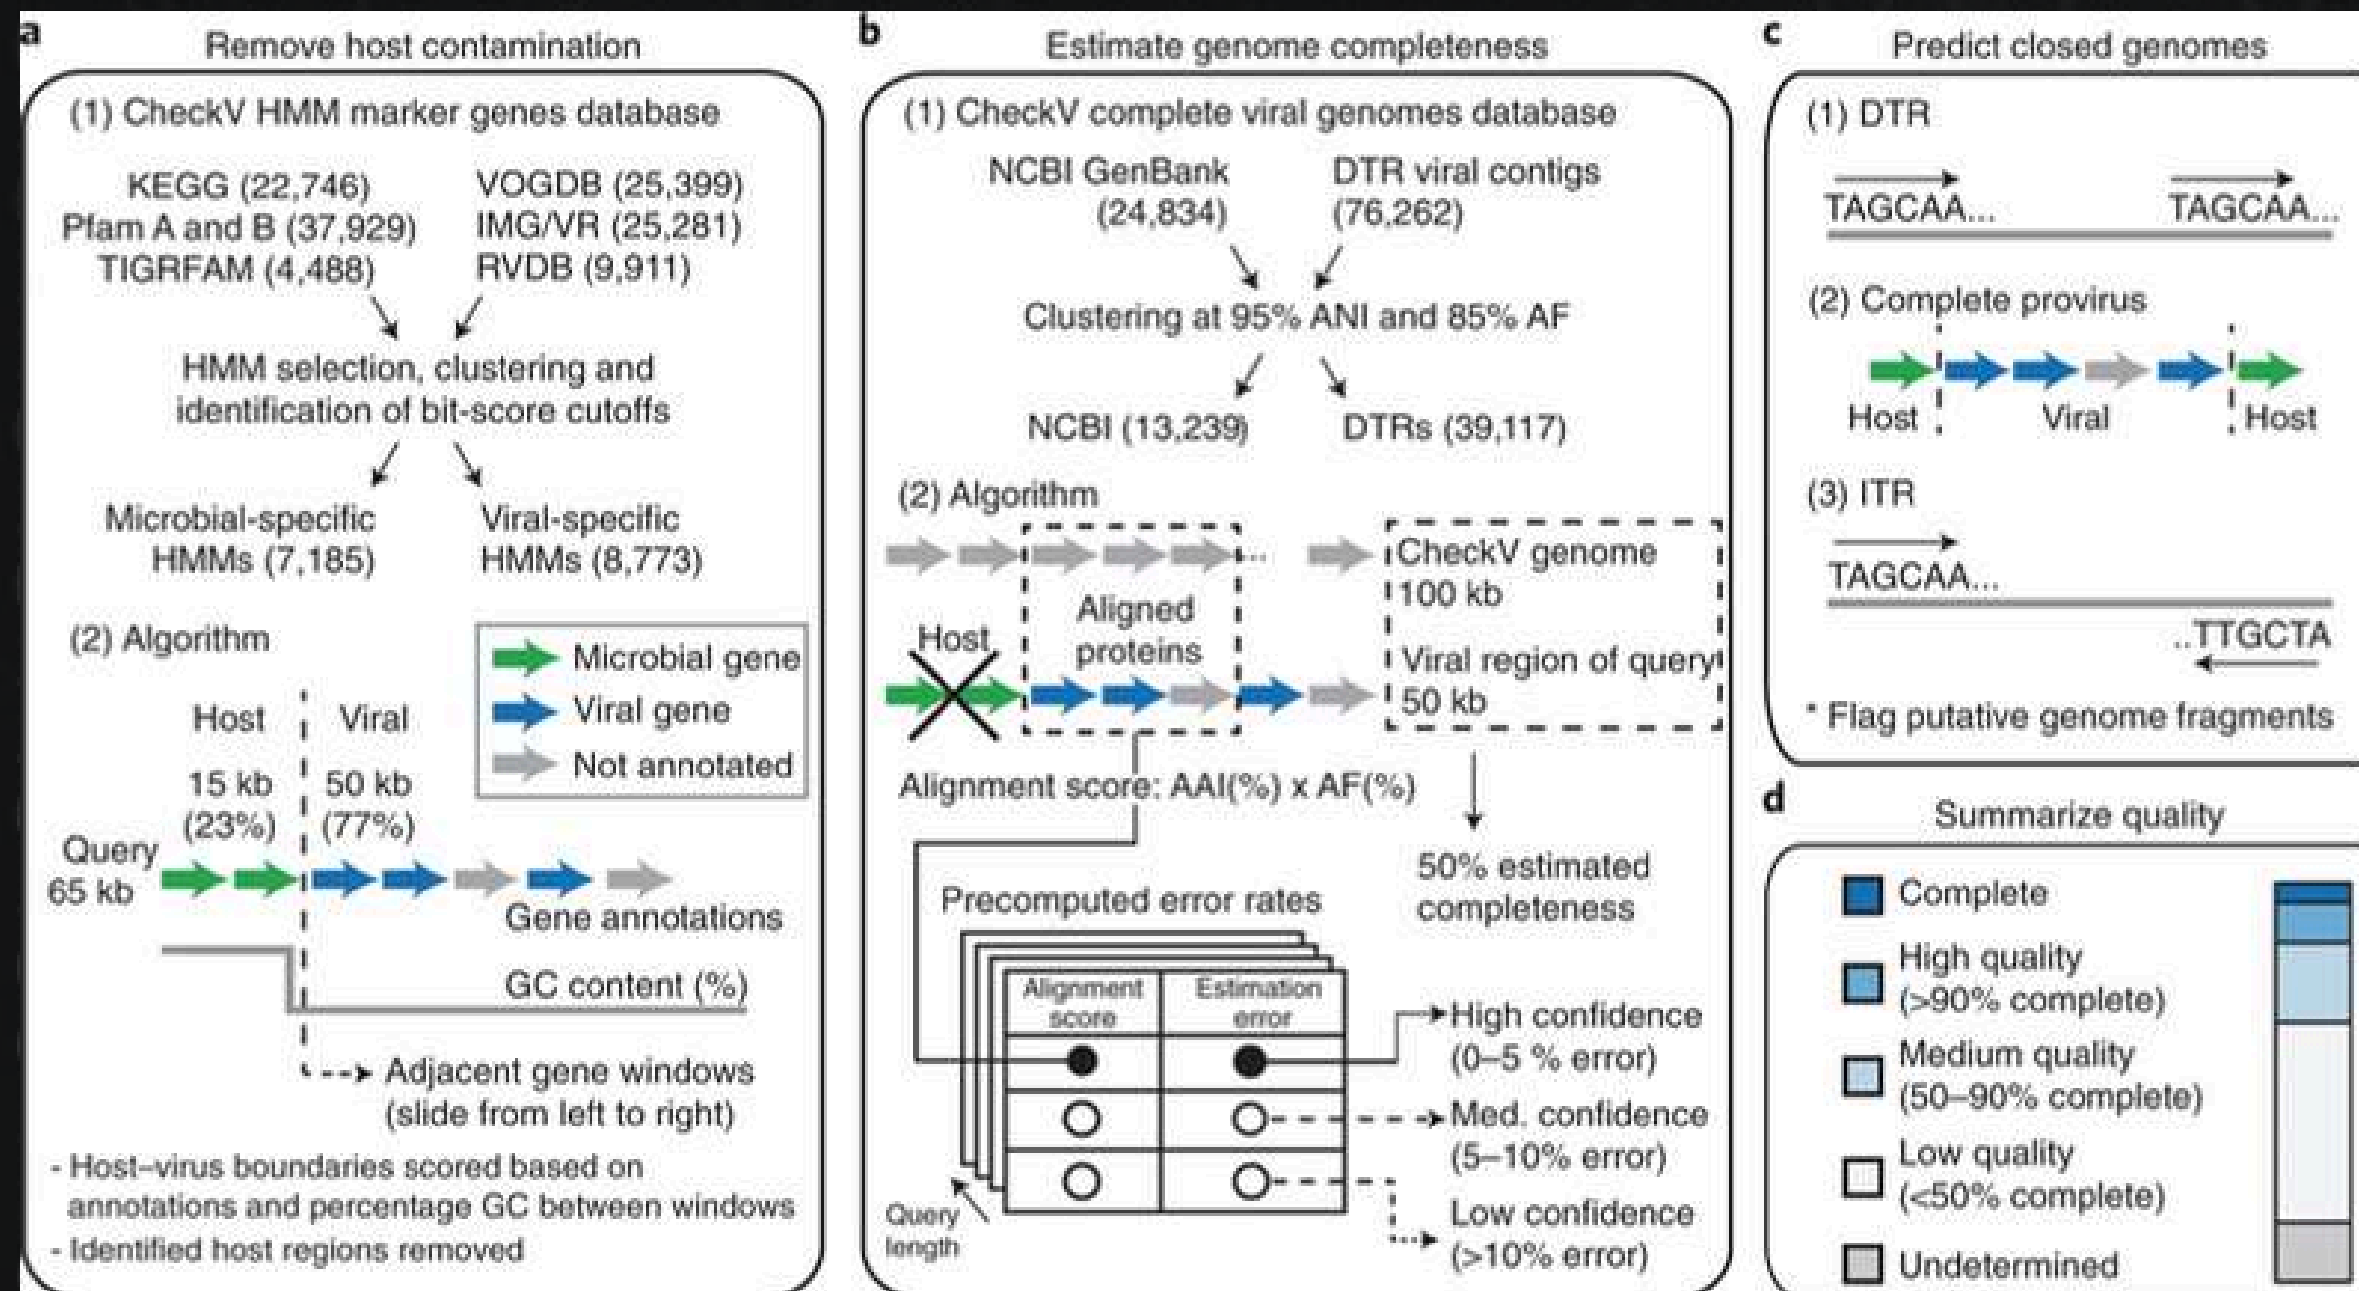 a
Remove host contamination
(1) CheckV HMM marker genes database
KEGG (22,746)
Pfam A and B (37,929)
TIGRFAM (4,488)
VOGDB (25,399)
IMG/VR (25,281)
RVDB (9,911)
HMM selection, clustering and
identification of bit-score cutoffs
Microbial-specific
HMMs (7,185)
Viral-specific
HMMs (8,773)
(2) Algorithm
Microbial gene
Viral gene
Not annotated
Host
Viral
15 kb
(23%)
50 kb
(77%)
Query
65 kb
Gene annotations
GC content (%)
Adjacent gene windows
(slide from left to right)
- Host–virus boundaries scored based on
annotations and percentage GC between windows
- Identified host regions removed
b
Estimate genome completeness
(1) CheckV complete viral genomes database
NCBI GenBank
(24,834)
DTR viral contigs
(76,262)
Clustering at 95% ANI and 85% AF
NCBI (13,239)
DTRs (39,117)
(2) Algorithm
...
CheckV genome
100 kb
Aligned
proteins
Host
Viral region of query
50 kb
Alignment score: AAI(%) x AF(%)
50% estimated
completeness
Precomputed error rates
Alignment
score
Estimation
error
High confidence
(0–5 % error)
Med. confidence
(5–10% error)
Low confidence
(>10% error)
Query
length
c
Predict closed genomes
(1) DTR
TAGCAA... TAGCAA...
(2) Complete provirus
Host Viral Host
(3) ITR
TAGCAA...
..TTGCTA
* Flag putative genome fragments
d
Summarize quality
Complete
High quality
(>90% complete)
Medium quality
(50–90% complete)
Low quality
(<50% complete)
Undetermined